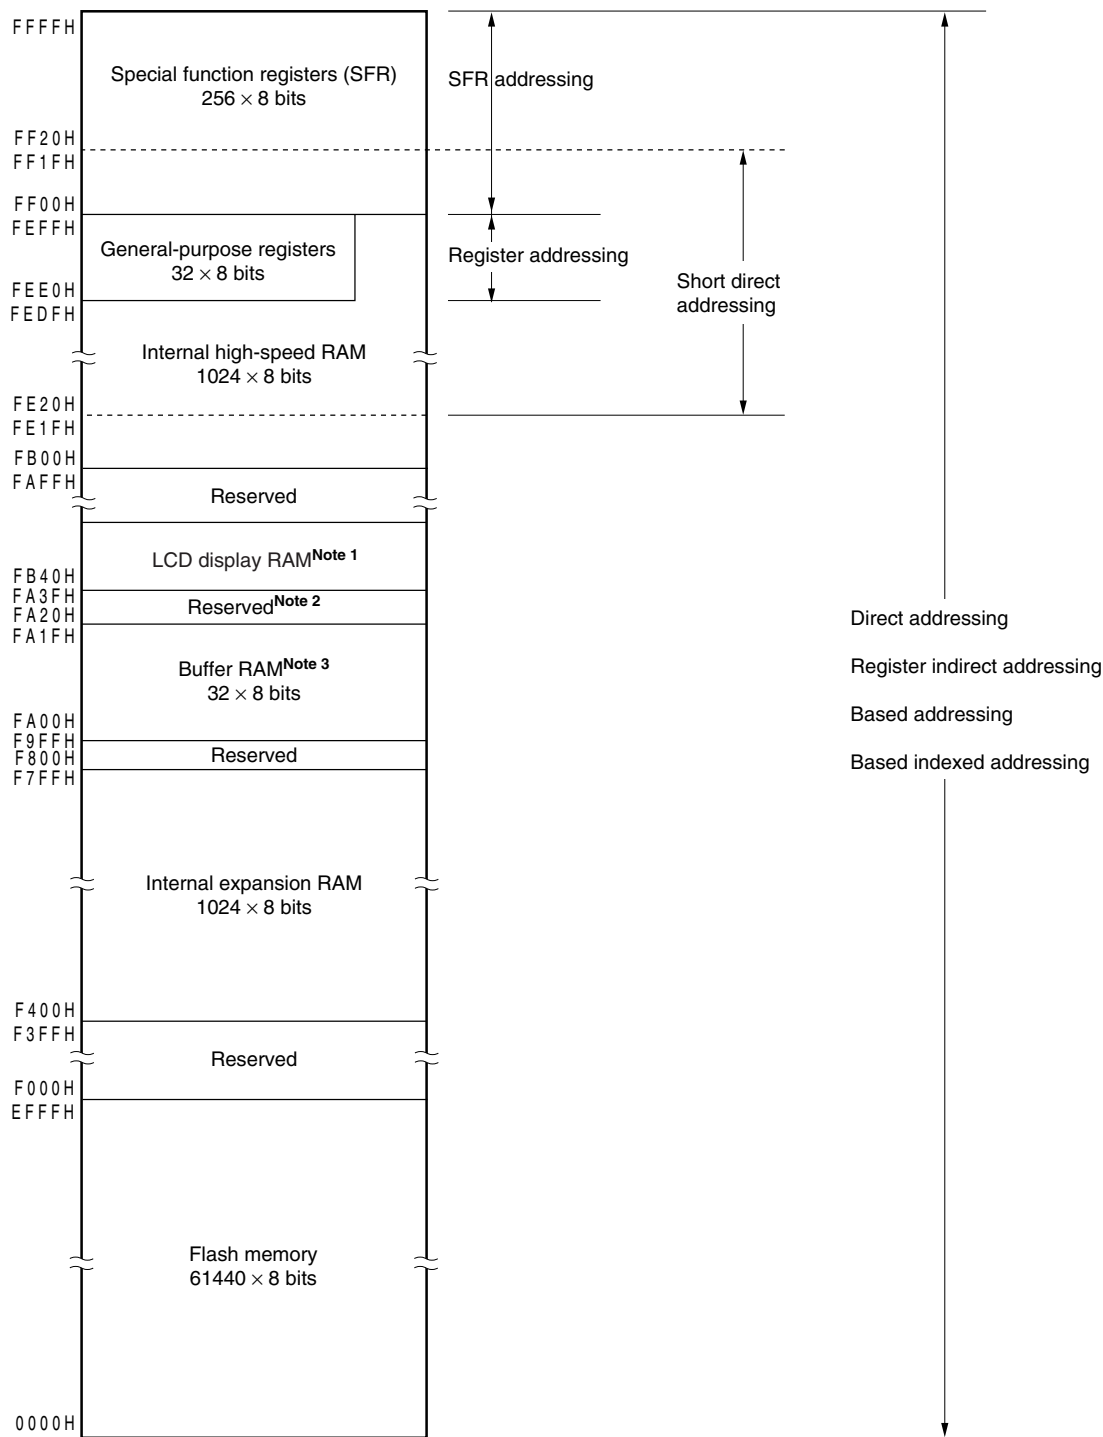 FFFFH
Special function registers (SFR)
256 × 8 bits
SFR addressing
FF20H
FF1FH
FF00H
FEFFH
General-purpose registers
32 × 8 bits
Register addressing
Short direct
addressing
FEE0H
FEDFH
Internal high-speed RAM
1024 × 8 bits
FE20H
FE1FH
FB00H
FAFFH
Reserved
LCD display RAMNote 1
FB40H
FA3FH
ReservedNote 2
FA20H
FA1FH
Buffer RAMNote 3
32 × 8 bits
FA00H
F9FFH
Reserved
F800H
F7FFH
Direct addressing
Register indirect addressing
Based addressing
Based indexed addressing
Internal expansion RAM
1024 × 8 bits
F400H
F3FFH
Reserved
F000H
EFFFH
Flash memory
61440 × 8 bits
0000H